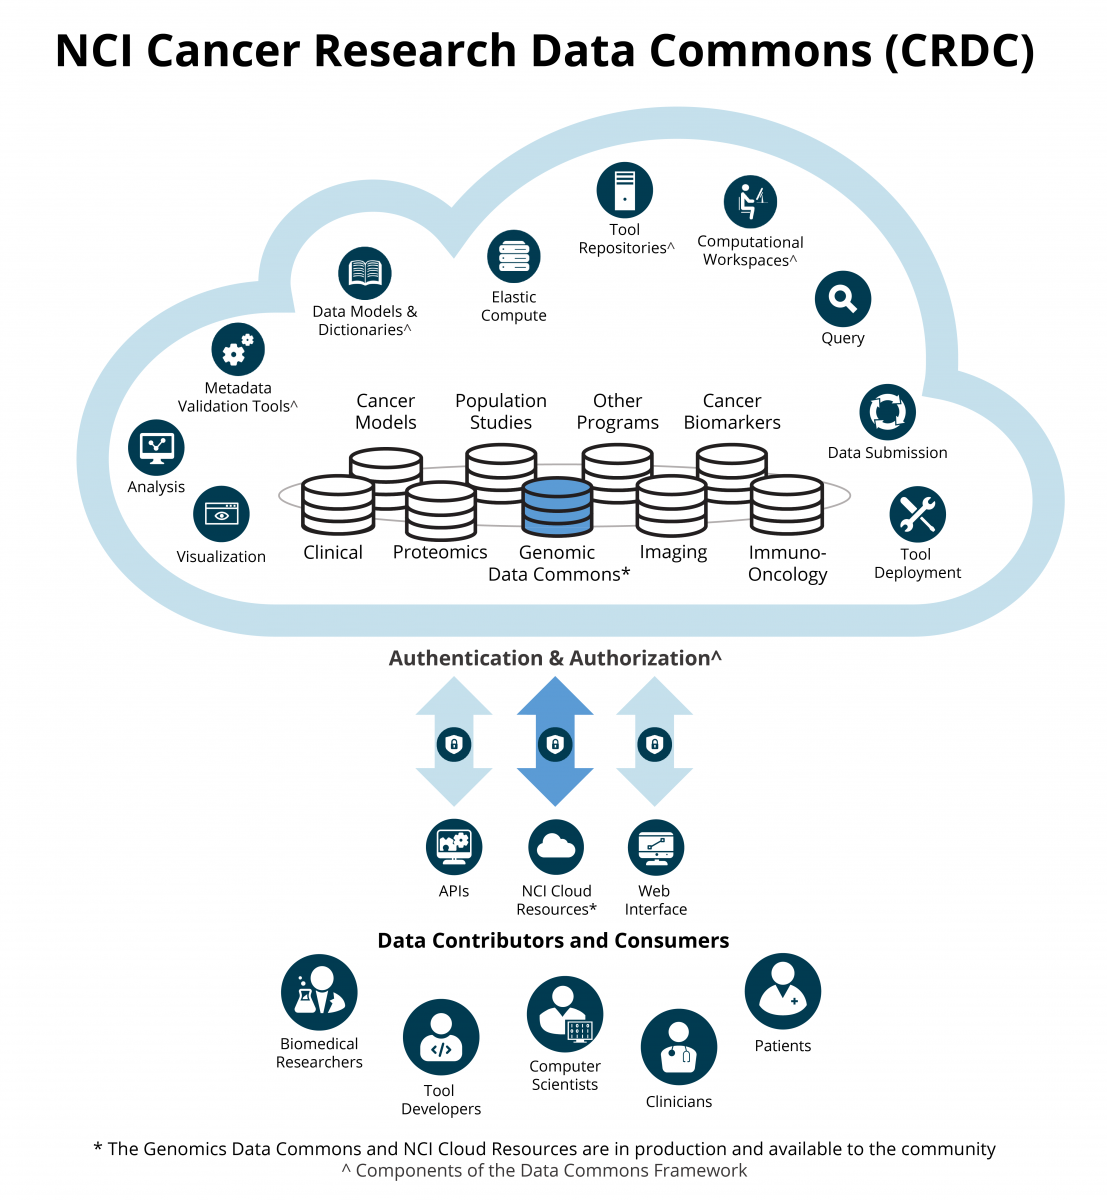 NCI Cancer Research Data Commons (CRDC)
Tool
Repositories^
Computational
Workspaces^
Elastic
Compute
Data Models &
Dictionaries^
Query
Metadata
Validation Tools^
Cancer
Models
Population
Studies
Other
Programs
Cancer
Biomarkers
Data Submission
Analysis
Visualization
Clinical
Proteomics
Genomic
Data Commons*
Imaging
Immuno-
Oncology
Tool
Deployment
Authentication & Authorization^
APIs
NCI Cloud
Resources*
Web
Interface
Data Contributors and Consumers
Biomedical
Researchers
Tool
Developers
Computer
Scientists
Clinicians
Patients
* The Genomics Data Commons and NCI Cloud Resources are in production and available to the community
^ Components of the Data Commons Framework